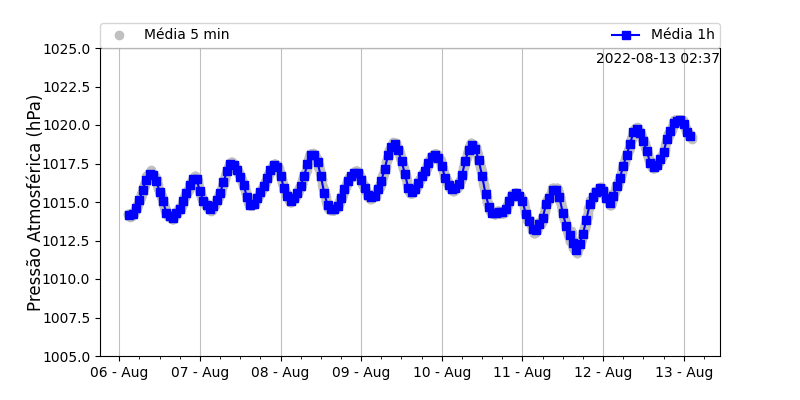 Média 5 min
Média 1h
2022-08-13 02:37
Pressão Atmosférica (hPa)
1025.0
1022.5
1020.0
1017.5
1015.0
1012.5
1010.0
1007.5
1005.0
06 - Aug
07 - Aug
08 - Aug
09 - Aug
10 - Aug
11 - Aug
12 - Aug
13 - Aug